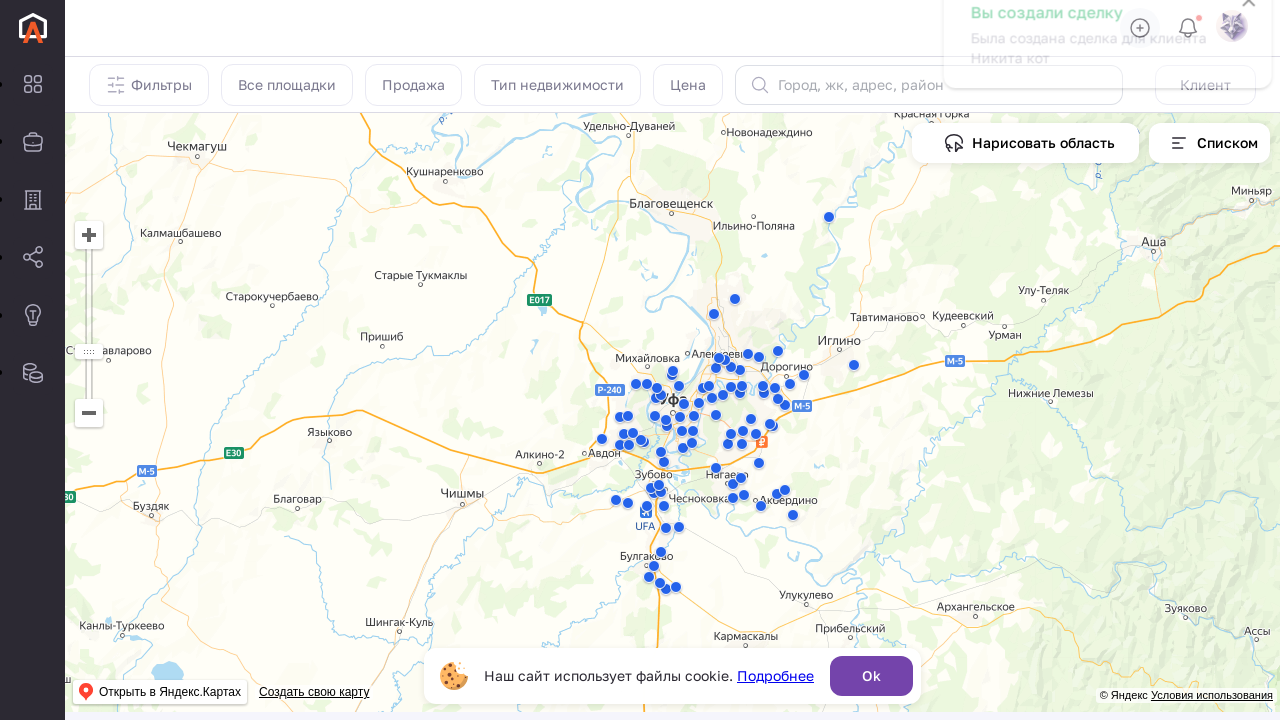 Вы создали сделку
Была создана сделка для клиента
Никита кот
Фильтры
Все площадки
Продажа
Тип недвижимости
Цена
Город, жк, адрес, район
Клиент
Нарисовать область
Списком
Удельно-Дуваней
Новонадеждино
Красная Горка
Чекмагуш
Кушнаренково
Благовещенск
Миньяр
Ильино-Поляна
Калмашбашево
Аша
Старые Тукмаклы
Улу-Теляк
Старокучербаево
E017
Тавтиманово
Кудеевский
Урман
Пришиб
Иглино
Михайловка
Дорогино
М-5
Р-240
Нижние Лемезы
Уфа
М-5
Языково
E30
Алкино-2
Авдон
М-5
Зубово
Нагаево
Чесноковка
Акбердино
Буздяк
Благовар
Чишмы
UFA
Булгаково
Улукулево
Архангельское
Зуяково
Канлы-Туркеево
Шингак-Куль
Кармаскалы
Прибельский
Ассы
Наш сайт использует файлы cookie. Подробнее
Ok
Открыть в Яндекс.Картах
Создать свою карту
© Яндекс Условия использования